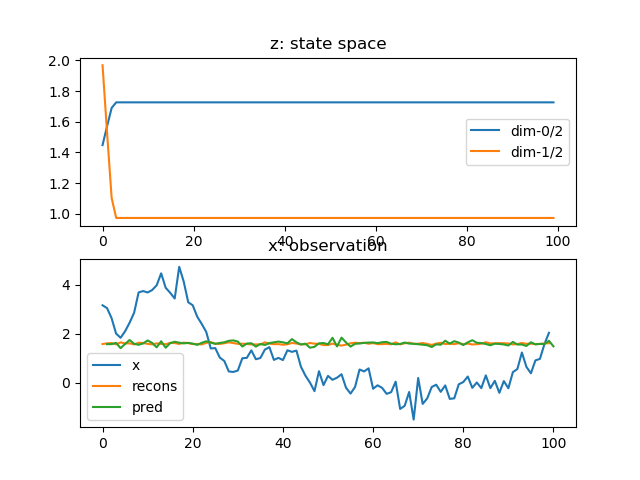 z: state space
2.0
1.8
1.6
1.4
1.2
1.0
dim-0/2
dim-1/2
0 20 40 60 80 100
x: observation
4
2
0
x
recons
pred
0 20 40 60 80 100